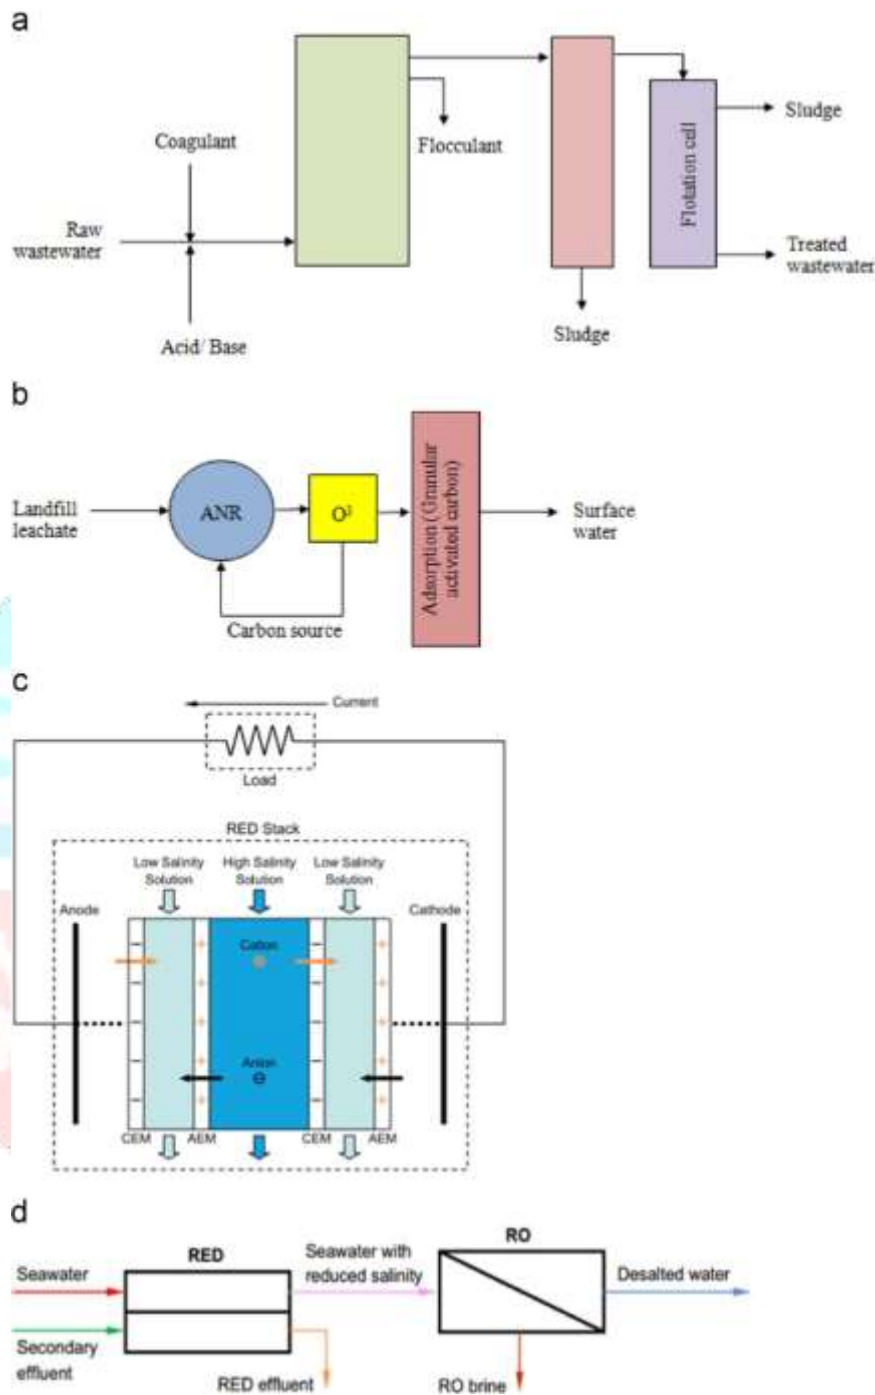 a
Coagulant
Flocculant
Sludge
Flotation cell
Raw
wastewater
Treated
wastewater
Acid/ Base
Sludge
b
Landfill
leachate
ANR
O³
Adsorption (Granular
activated carbon)
Surface
water
Carbon source
c
Current
Load
RED Stack
Low Salinity
Solution
High Salinity
Solution
Low Salinity
Solution
Anode
Cathode
Cation
Anion
CEM
AEM
CEM
AEM
d
RED
Seawater
Secondary
effluent
Seawater with
reduced salinity
RED effluent
RO
Desalted water
RO brine